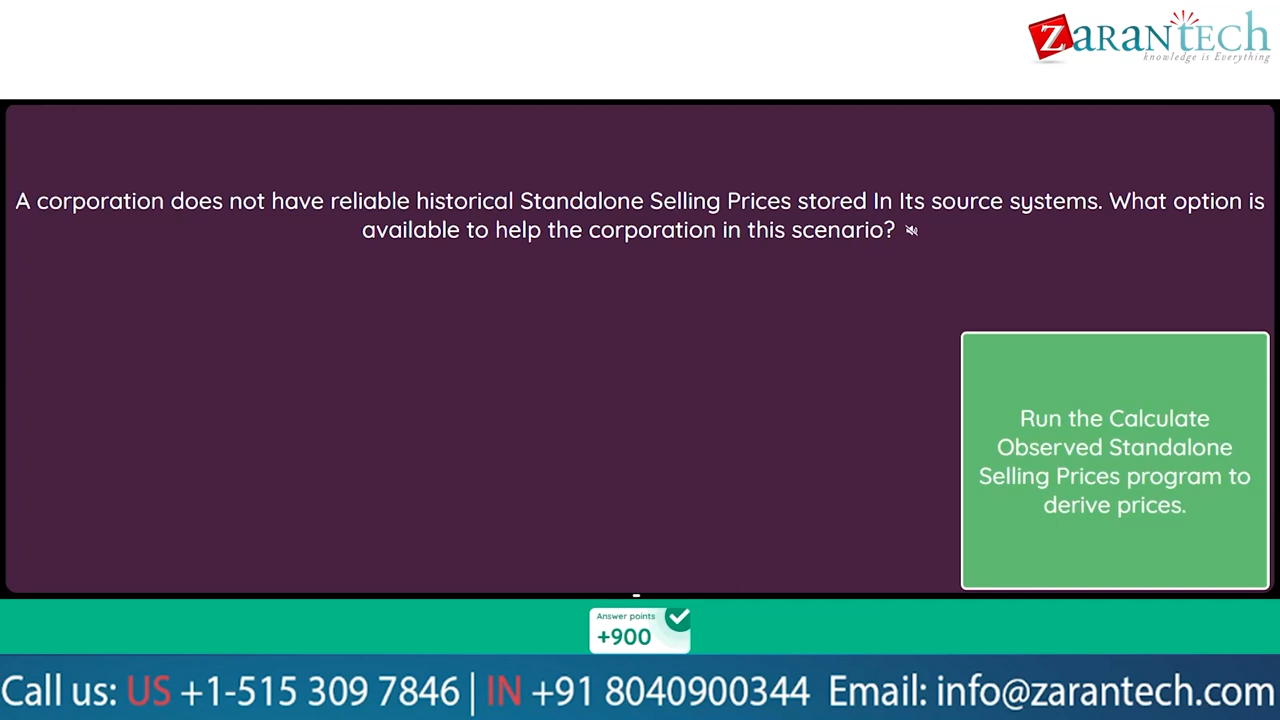 ZARANTECH
knowledge is Everything
A corporation does not have reliable historical Standalone Selling Prices stored In Its source systems. What option is
available to help the corporation in this scenario?
Run the Calculate
Observed Standalone
Selling Prices program to
derive prices.
Answer points
+900
Call us: US +1-515 309 7846 | IN +91 8040900344 Email: info@zarantech.com